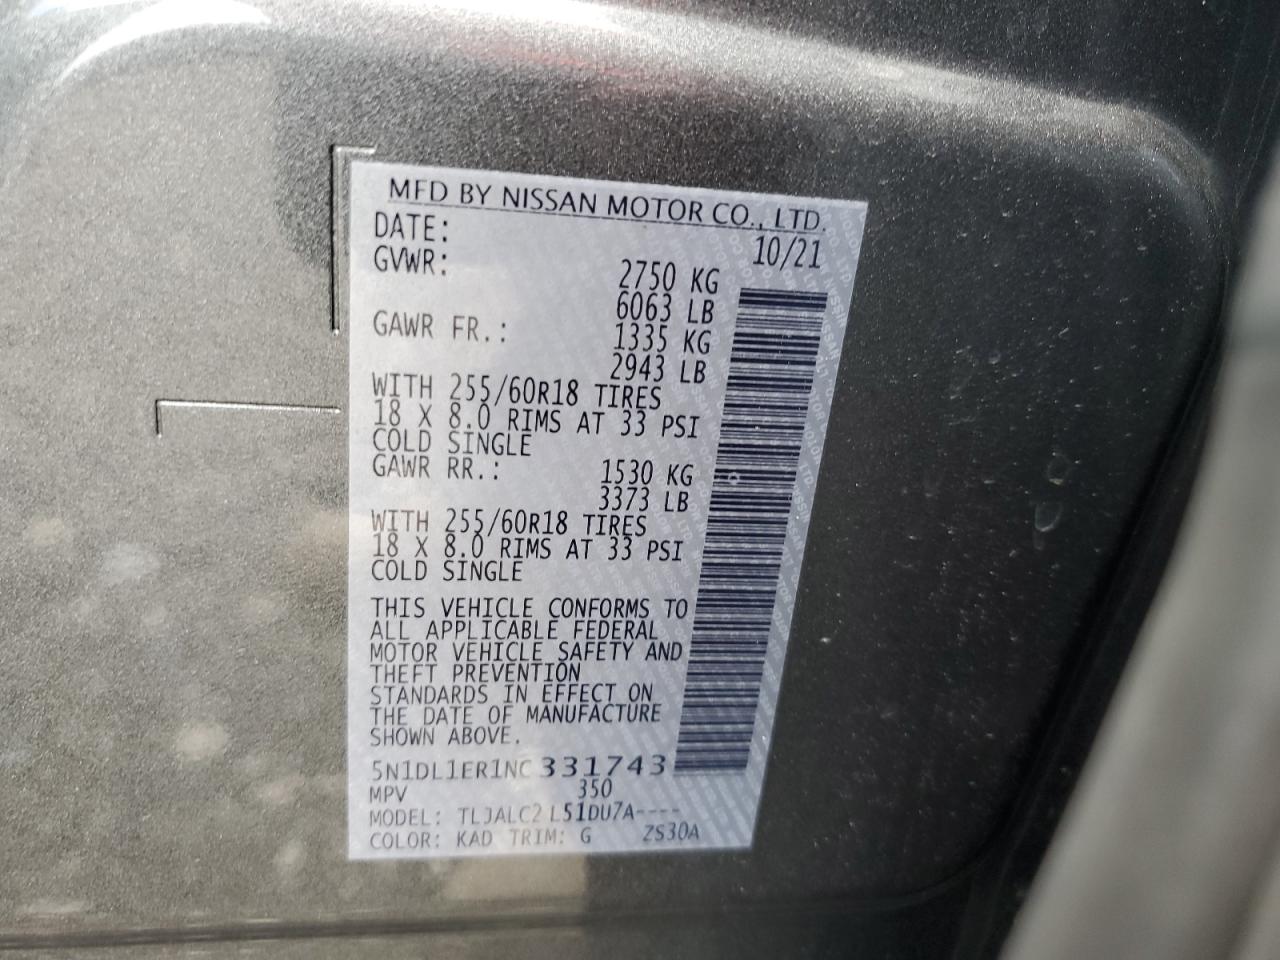 MFD BY NISSAN MOTOR CO., LTD.
DATE: 10/21
GVWR: 2750 KG
6063 LB
GAWR FR.: 1335 KG
2943 LB
WITH 255/60R18 TIRES
18 X 8.0 RIMS AT 33 PSI
COLD SINGLE
GAWR RR.: 1530 KG
3373 LB
WITH 255/60R18 TIRES
18 X 8.0 RIMS AT 33 PSI
COLD SINGLE
THIS VEHICLE CONFORMS TO
ALL APPLICABLE FEDERAL
MOTOR VEHICLE SAFETY AND
THEFT PREVENTION
STANDARDS IN EFFECT ON
THE DATE OF MANUFACTURE
SHOWN ABOVE.
5N1DL1ER1NC 331743
MPV 350
MODEL: TLJALC2 L51DU7A----
COLOR: KAD TRIM: G ZS30A